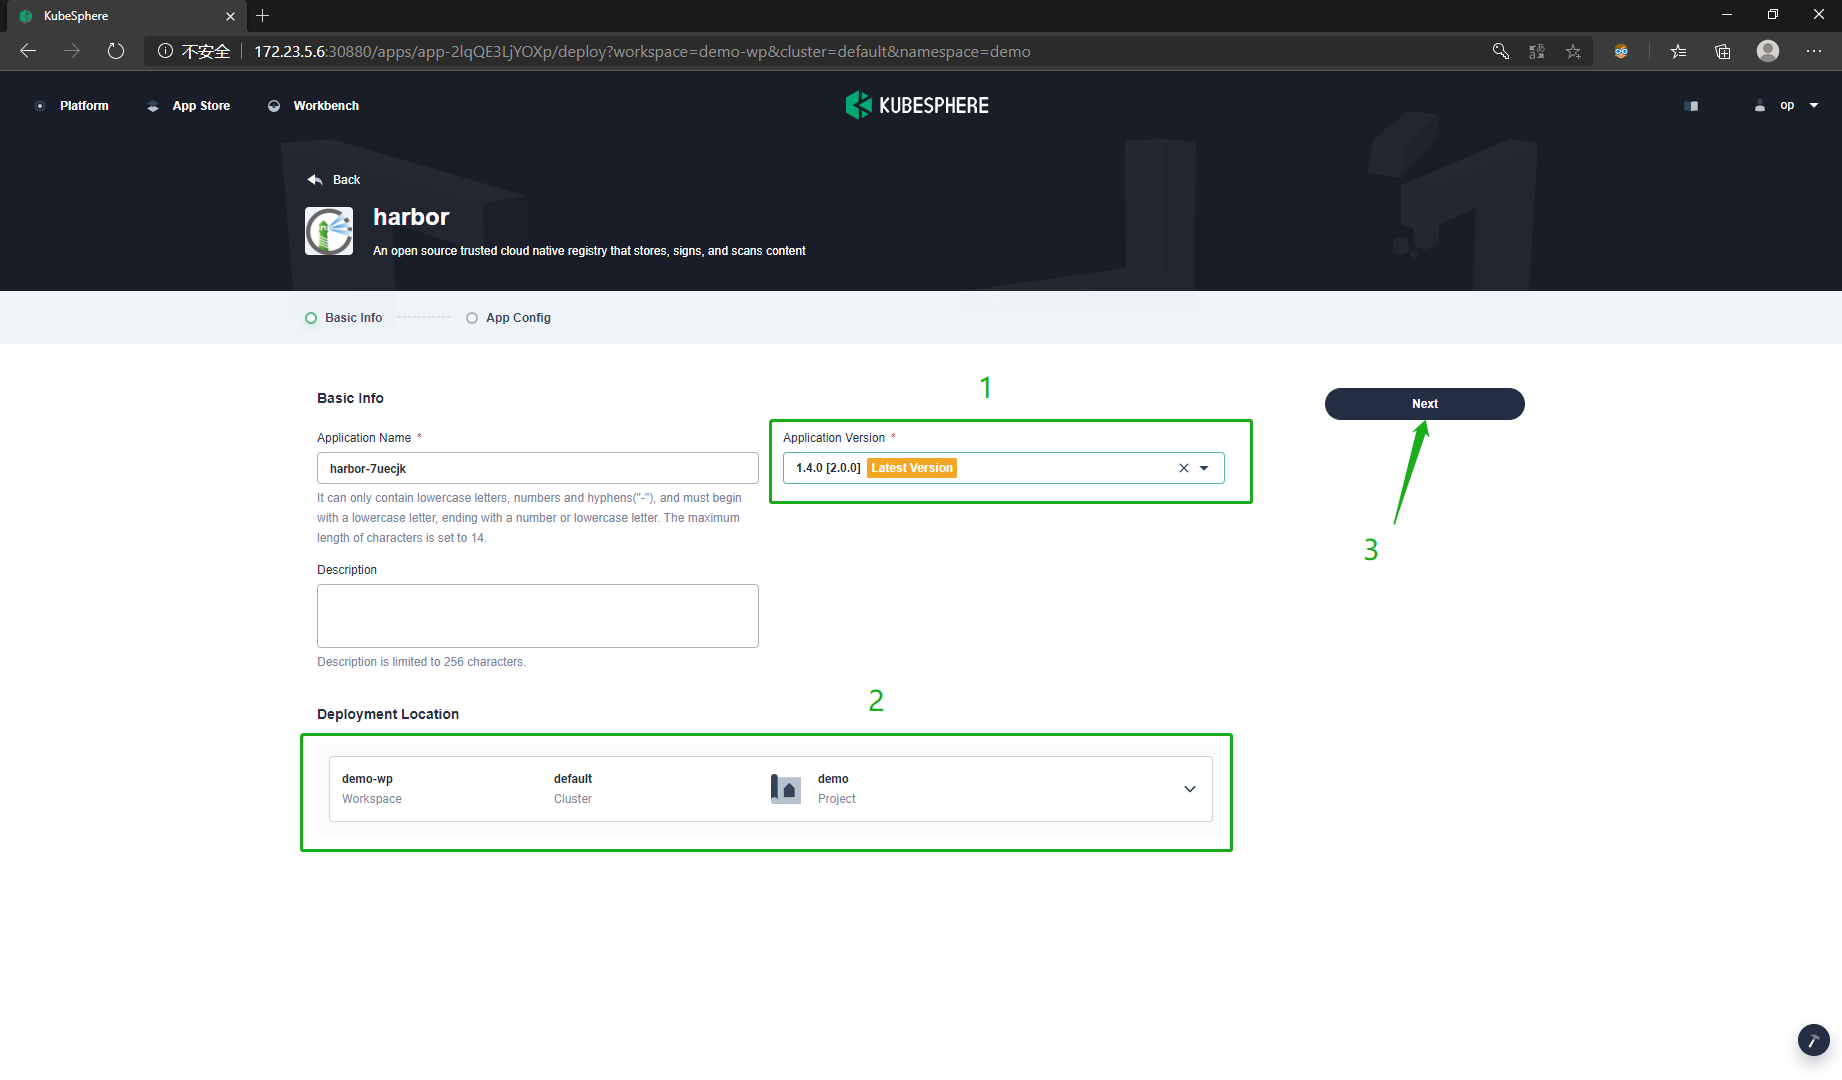 KubeSphere
不安全
172.23.5.6:30880/apps/app-2lqQE3LjYOXp/deploy?workspace=demo-wp&cluster=default&namespace=demo
Platform
App Store
Workbench
KUBESPHERE
op
Back
harbor
An open source trusted cloud native registry that stores, signs, and scans content
Basic Info
App Config
1
Basic Info
Next
Application Name *
Application Version *
harbor-7uecjk
1.4.0 [2.0.0] Latest Version
It can only contain lowercase letters, numbers and hyphens("-"), and must begin
with a lowercase letter, ending with a number or lowercase letter. The maximum
length of characters is set to 14.
3
Description
Description is limited to 256 characters.
2
Deployment Location
demo-wp
Workspace
default
Cluster
demo
Project